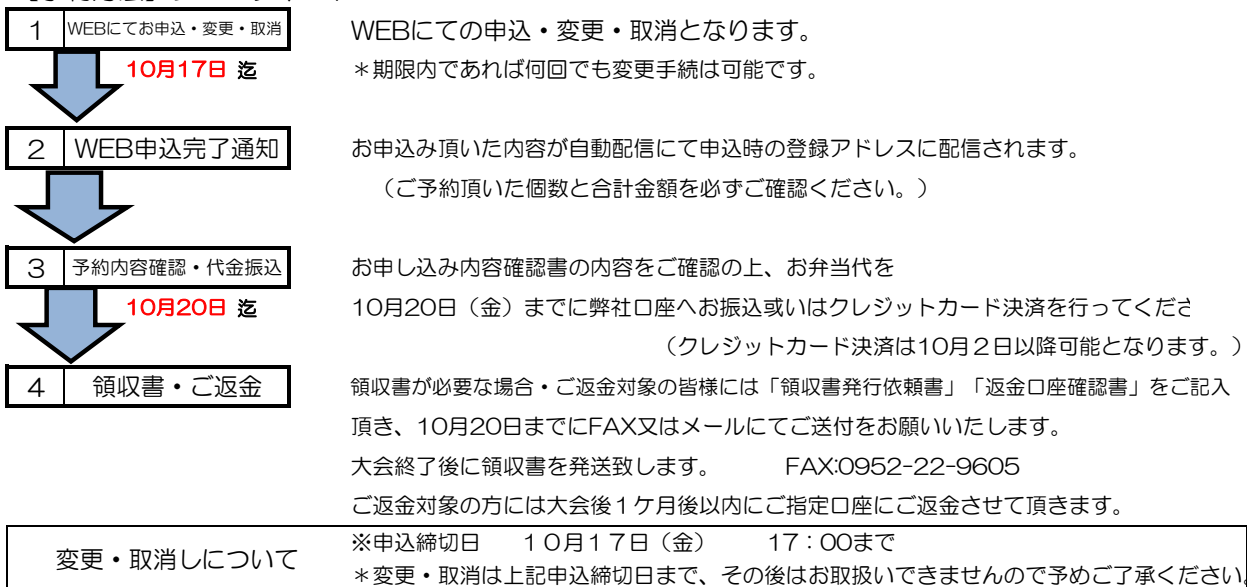 1 WEBにてお申込・変更・取消 WEBにての申込・変更・取消となります。
10月17日 迄 ＊期限内であれば何回でも変更手続は可能です。
2 WEB申込完了通知 お申込み頂いた内容が自動配信にて申込時の登録アドレスに配信されます。
（ご予約頂いた個数と合計金額を必ずご確認ください。）
3 予約内容確認・代金振込 お申し込み内容確認書の内容をご確認の上、お弁当代を
10月20日 迄 10月20日（金）までに弊社口座へお振込或いはクレジットカード決済を行ってくださ
（クレジットカード決済は10月２日以降可能となります。）
4 領収書・ご返金 領収書が必要な場合・ご返金対象の皆様には「領収書発行依頼書」「返金口座確認書」をご記入
頂き、10月20日までにFAX又はメールにてご送付をお願いいたします。
大会終了後に領収書を発送致します。 FAX:0952-22-9605
ご返金対象の方には大会後１ケ月後以内にご指定口座にご返金させて頂きます。
変更・取消しについて ※申込締切日 １０月１７日（金） 17：00まで
＊変更・取消は上記申込締切日まで、その後はお取扱いできませんので予めご了承ください